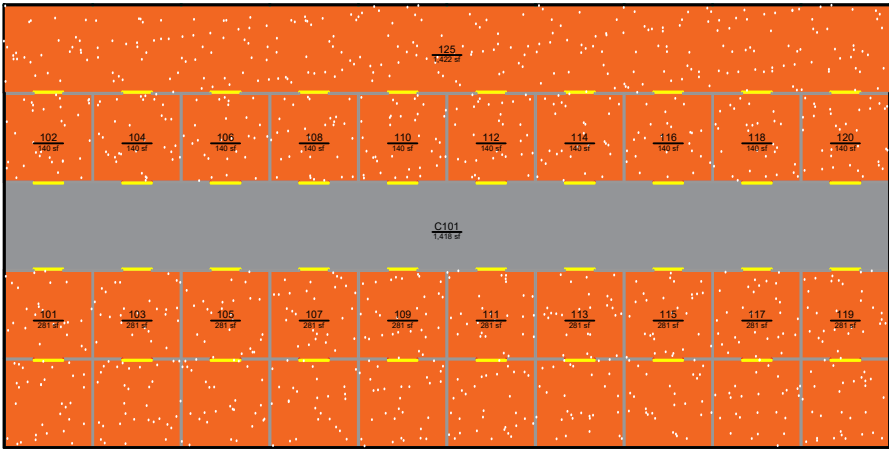 125
1,422 sf
102
140 sf
104
140 sf
106
140 sf
108
140 sf
110
140 sf
112
140 sf
114
140 sf
116
140 sf
118
140 sf
120
140 sf
C101
1,418 sf
101
281 sf
103
281 sf
105
281 sf
107
281 sf
109
281 sf
111
281 sf
113
281 sf
115
281 sf
117
281 sf
119
281 sf